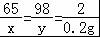 65/x = 98/y = 2/0.2g